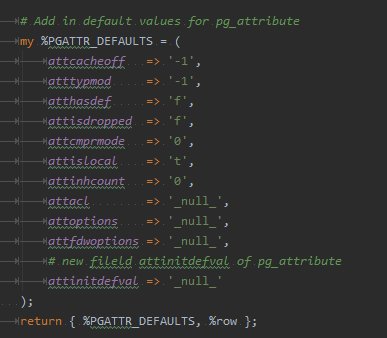 # Add in default values for pg_attribute
my %PGATTR_DEFAULTS = (
attcacheoff => '-1',
atttypmod => '-1',
atthasdef => 'f',
attisdropped => 'f',
attcmprmode => '0',
attislocal => 't',
attinhcount => '0',
attacl => '_null_',
attoptions => '_null_',
attfdwoptions => '_null_',
# new fileld attinitdefval of pg_attribute
attinitdefval => '_null_'
);
return { %PGATTR_DEFAULTS, %row };